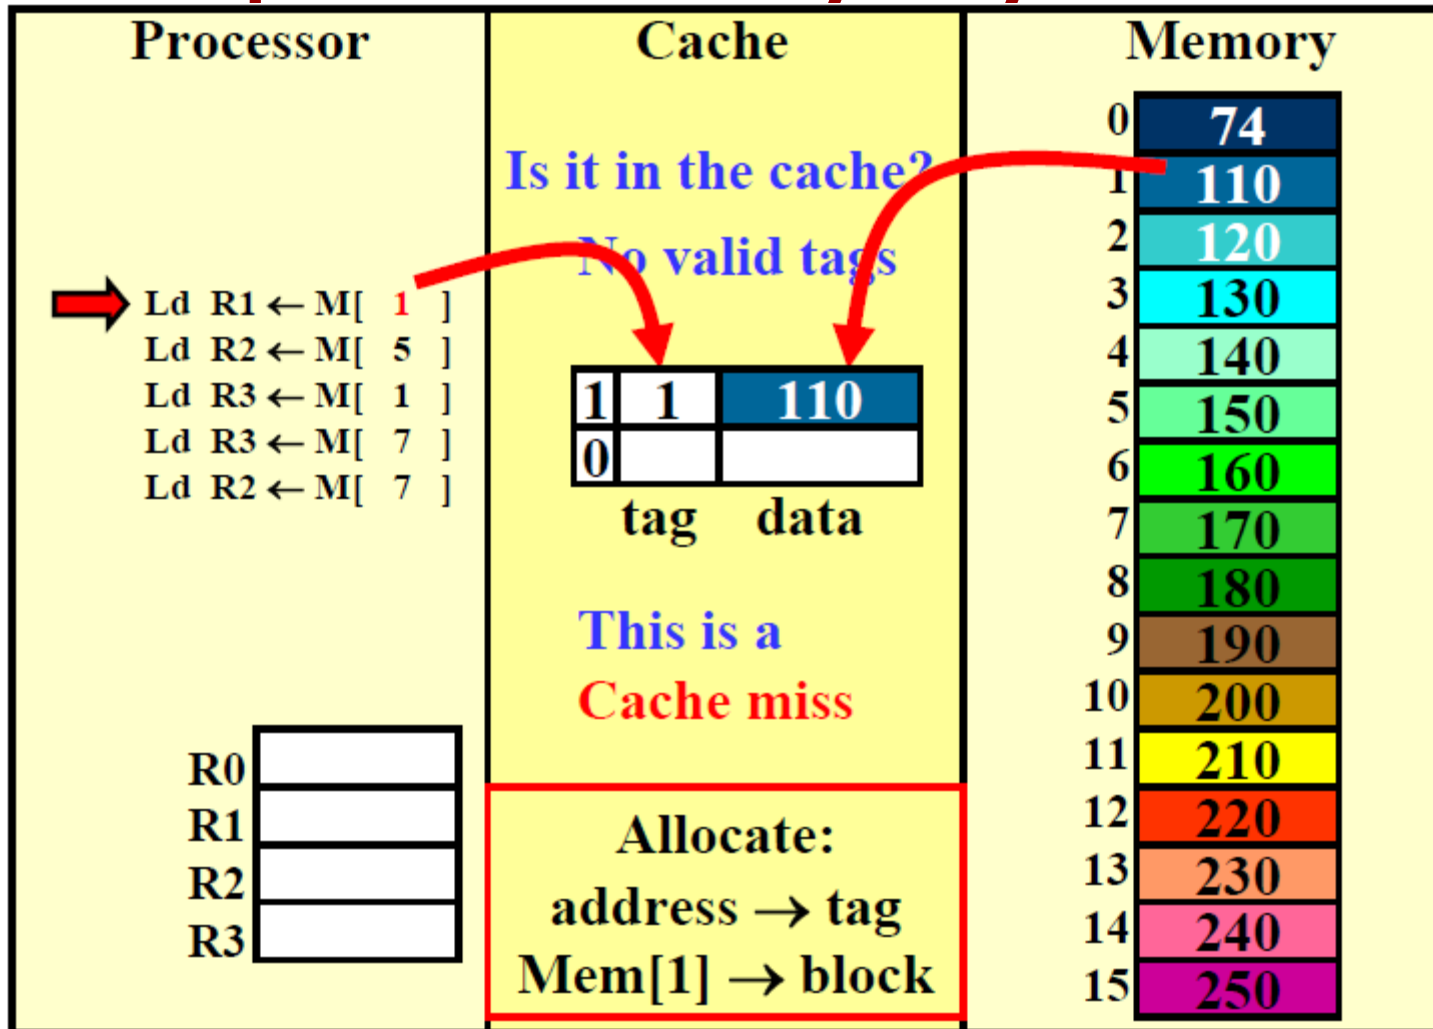 Processor
Cache
Memory
Is it in the cache?
No valid tags
Ld R1 ← M[ 1 ]
Ld R2 ← M[ 5 ]
Ld R3 ← M[ 1 ]
Ld R3 ← M[ 7 ]
Ld R2 ← M[ 7 ]
1 1 110
0
tag data
This is a
Cache miss
R0
R1
R2
R3
Allocate:
address → tag
Mem[1] → block
0 74
1 110
2 120
3 130
4 140
5 150
6 160
7 170
8 180
9 190
10 200
11 210
12 220
13 230
14 240
15 250